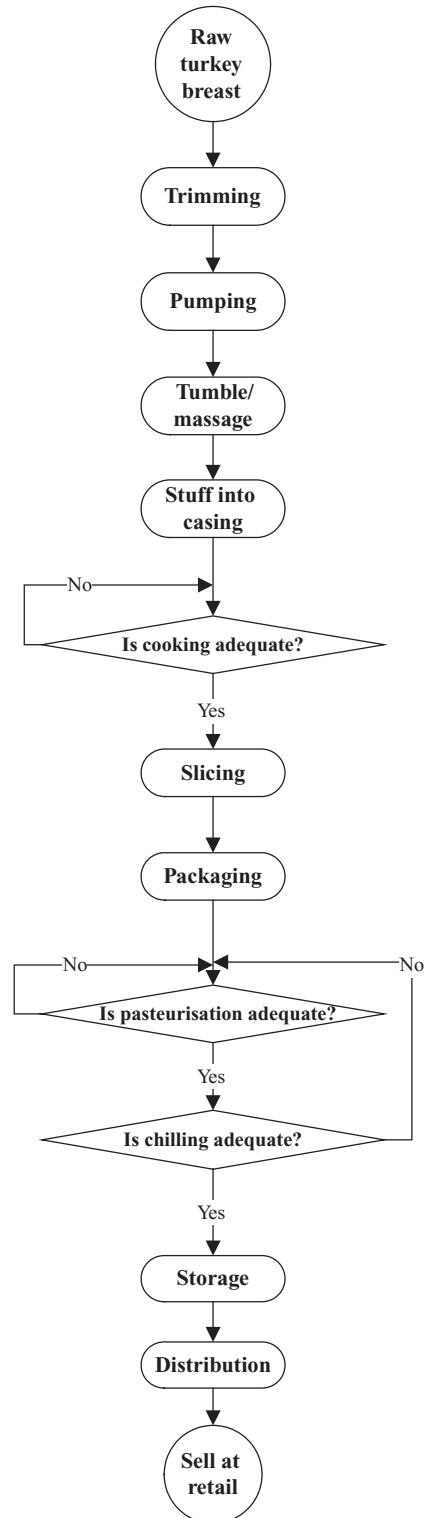 Raw
turkey
breast
Trimming
Pumping
Tumble/
massage
Stuff into
casing
No
Is cooking adequate?
Yes
Slicing
Packaging
No
No
Is pasteurisation adequate?
Yes
Is chilling adequate?
Yes
Storage
Distribution
Sell at
retail